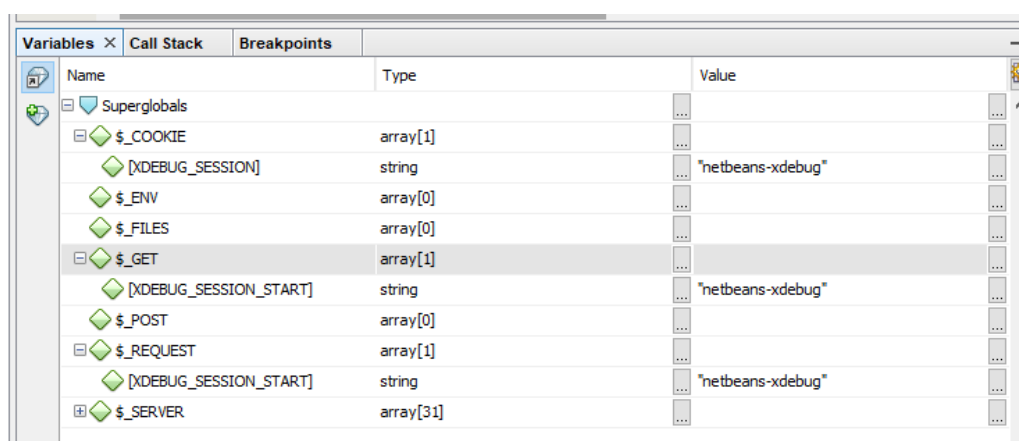 Variables × Call Stack Breakpoints
Name Type Value
Superglobals ... ...
$_COOKIE array[1] ... ...
[XDEBUG_SESSION] string ... "netbeans-xdebug" ...
$_ENV array[0] ... ...
$_FILES array[0] ... ...
$_GET array[1] ... ...
[XDEBUG_SESSION_START] string ... "netbeans-xdebug" ...
$_POST array[0] ... ...
$_REQUEST array[1] ... ...
[XDEBUG_SESSION_START] string ... "netbeans-xdebug" ...
$_SERVER array[31] ... ...